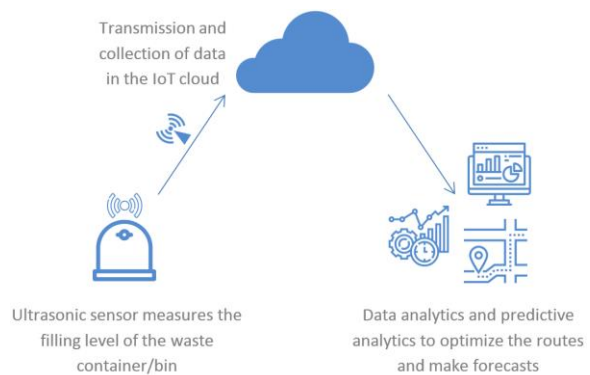 Transmission and
collection of data
in the IoT cloud
Ultrasonic sensor measures the
filling level of the waste
container/bin
Data analytics and predictive
analytics to optimize the routes
and make forecasts